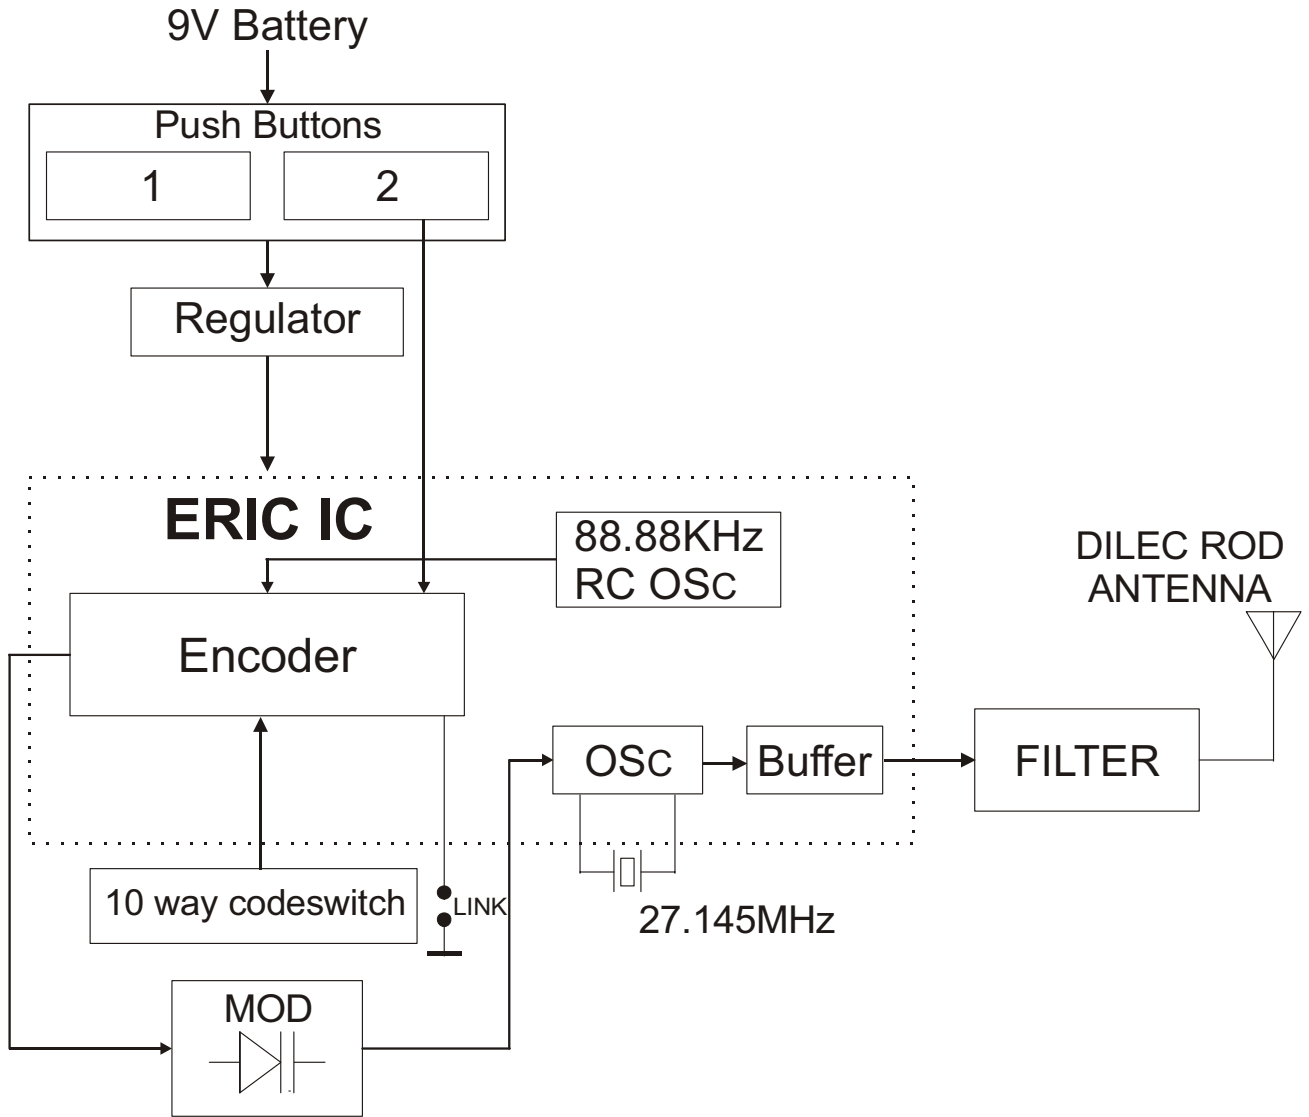 9V Battery
Push Buttons
1
2
Regulator
ERIC IC
88.88KHz
RC OSC
DILEC ROD
ANTENNA
Encoder
OSC
Buffer
FILTER
10 way codeswitch
LINK
27.145MHz
MOD